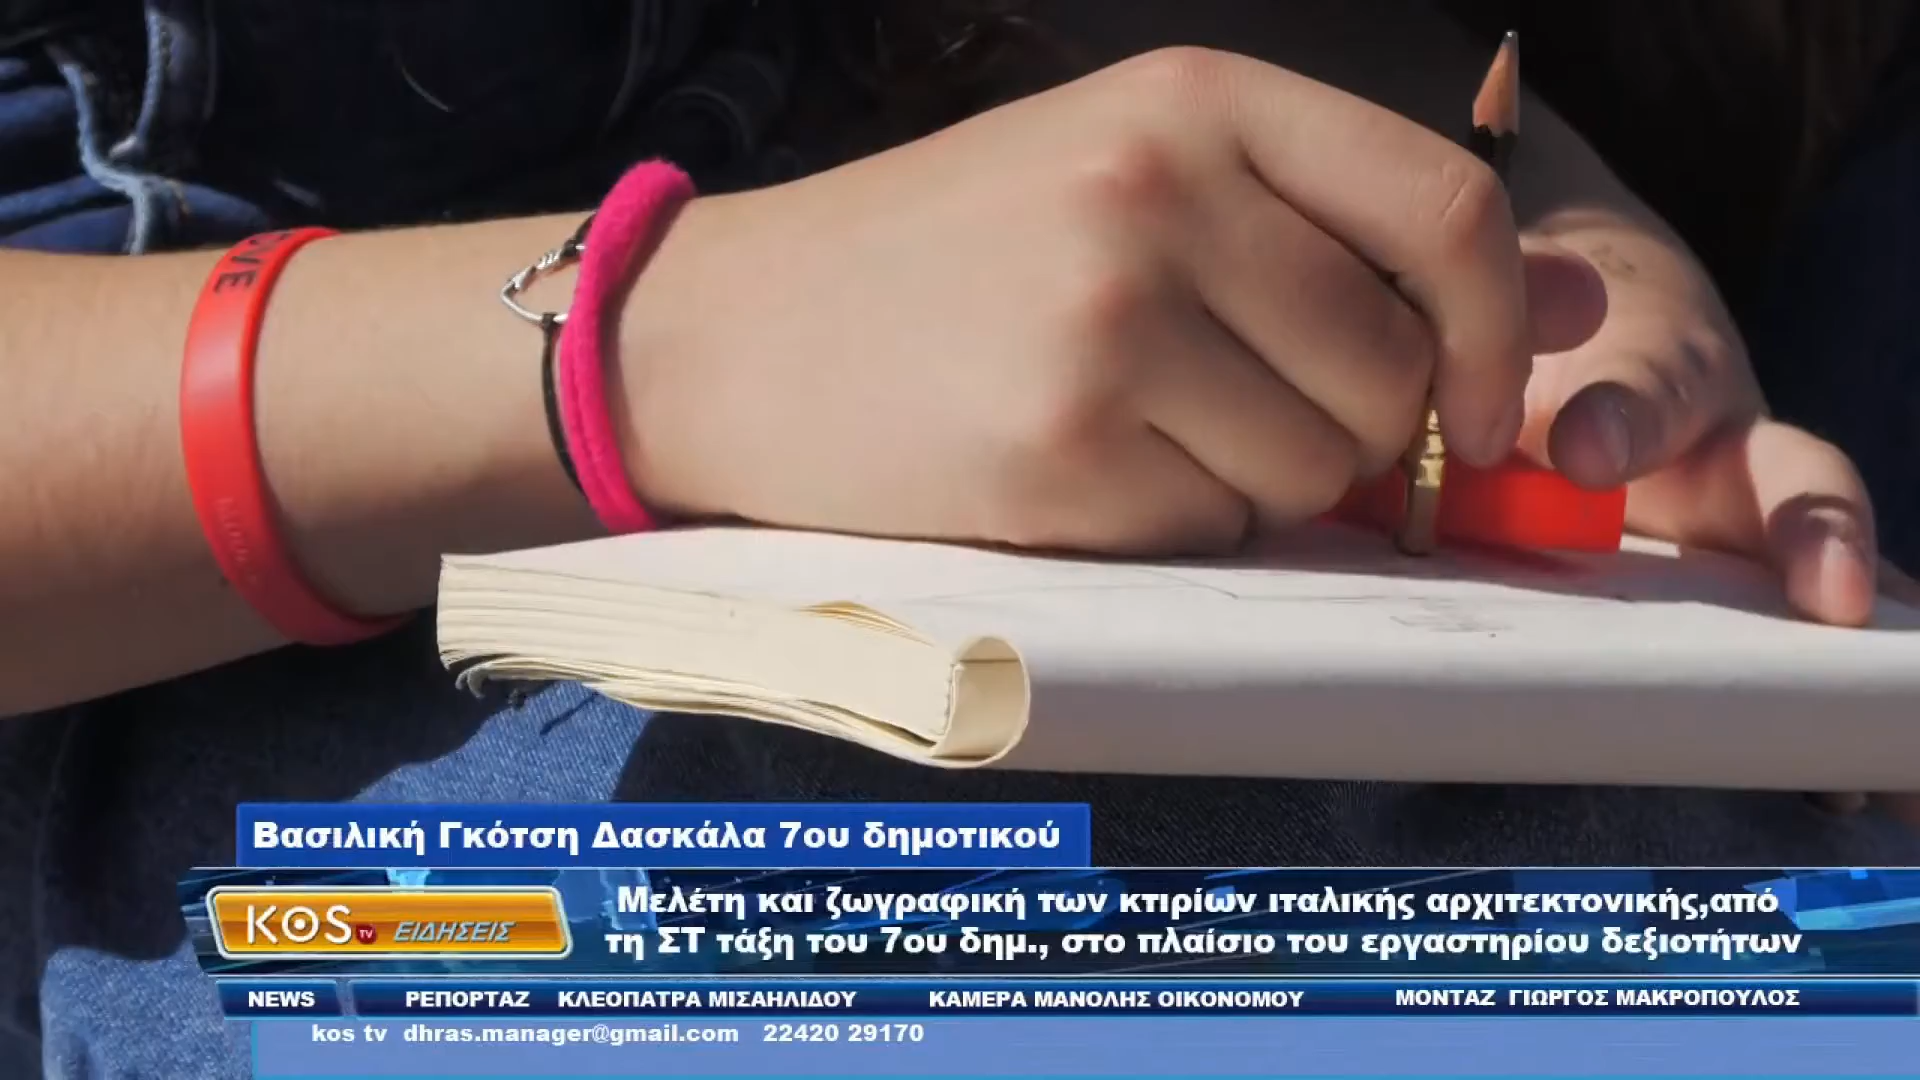 Βασιλική Γκότση Δασκάλα 7ου δημοτικού
KOS TV ΕΙΔΗΣΕΙΣ
Μελέτη και ζωγραφική των κτιρίων ιταλικής αρχιτεκτονικής,από
τη ΣΤ τάξη του 7ου δημ., στο πλαίσιο του εργαστηρίου δεξιοτήτων
NEWS ΡΕΠΟΡΤΑΖ ΚΛΕΟΠΑΤΡΑ ΜΙΣΑΗΛΙΔΟΥ ΚΑΜΕΡΑ ΜΑΝΟΛΗΣ ΟΙΚΟΝΟΜΟΥ ΜΟΝΤΑΖ ΓΙΩΡΓΟΣ ΜΑΚΡΟΠΟΥΛΟΣ
kos tv dhras.manager@gmail.com 22420 29170